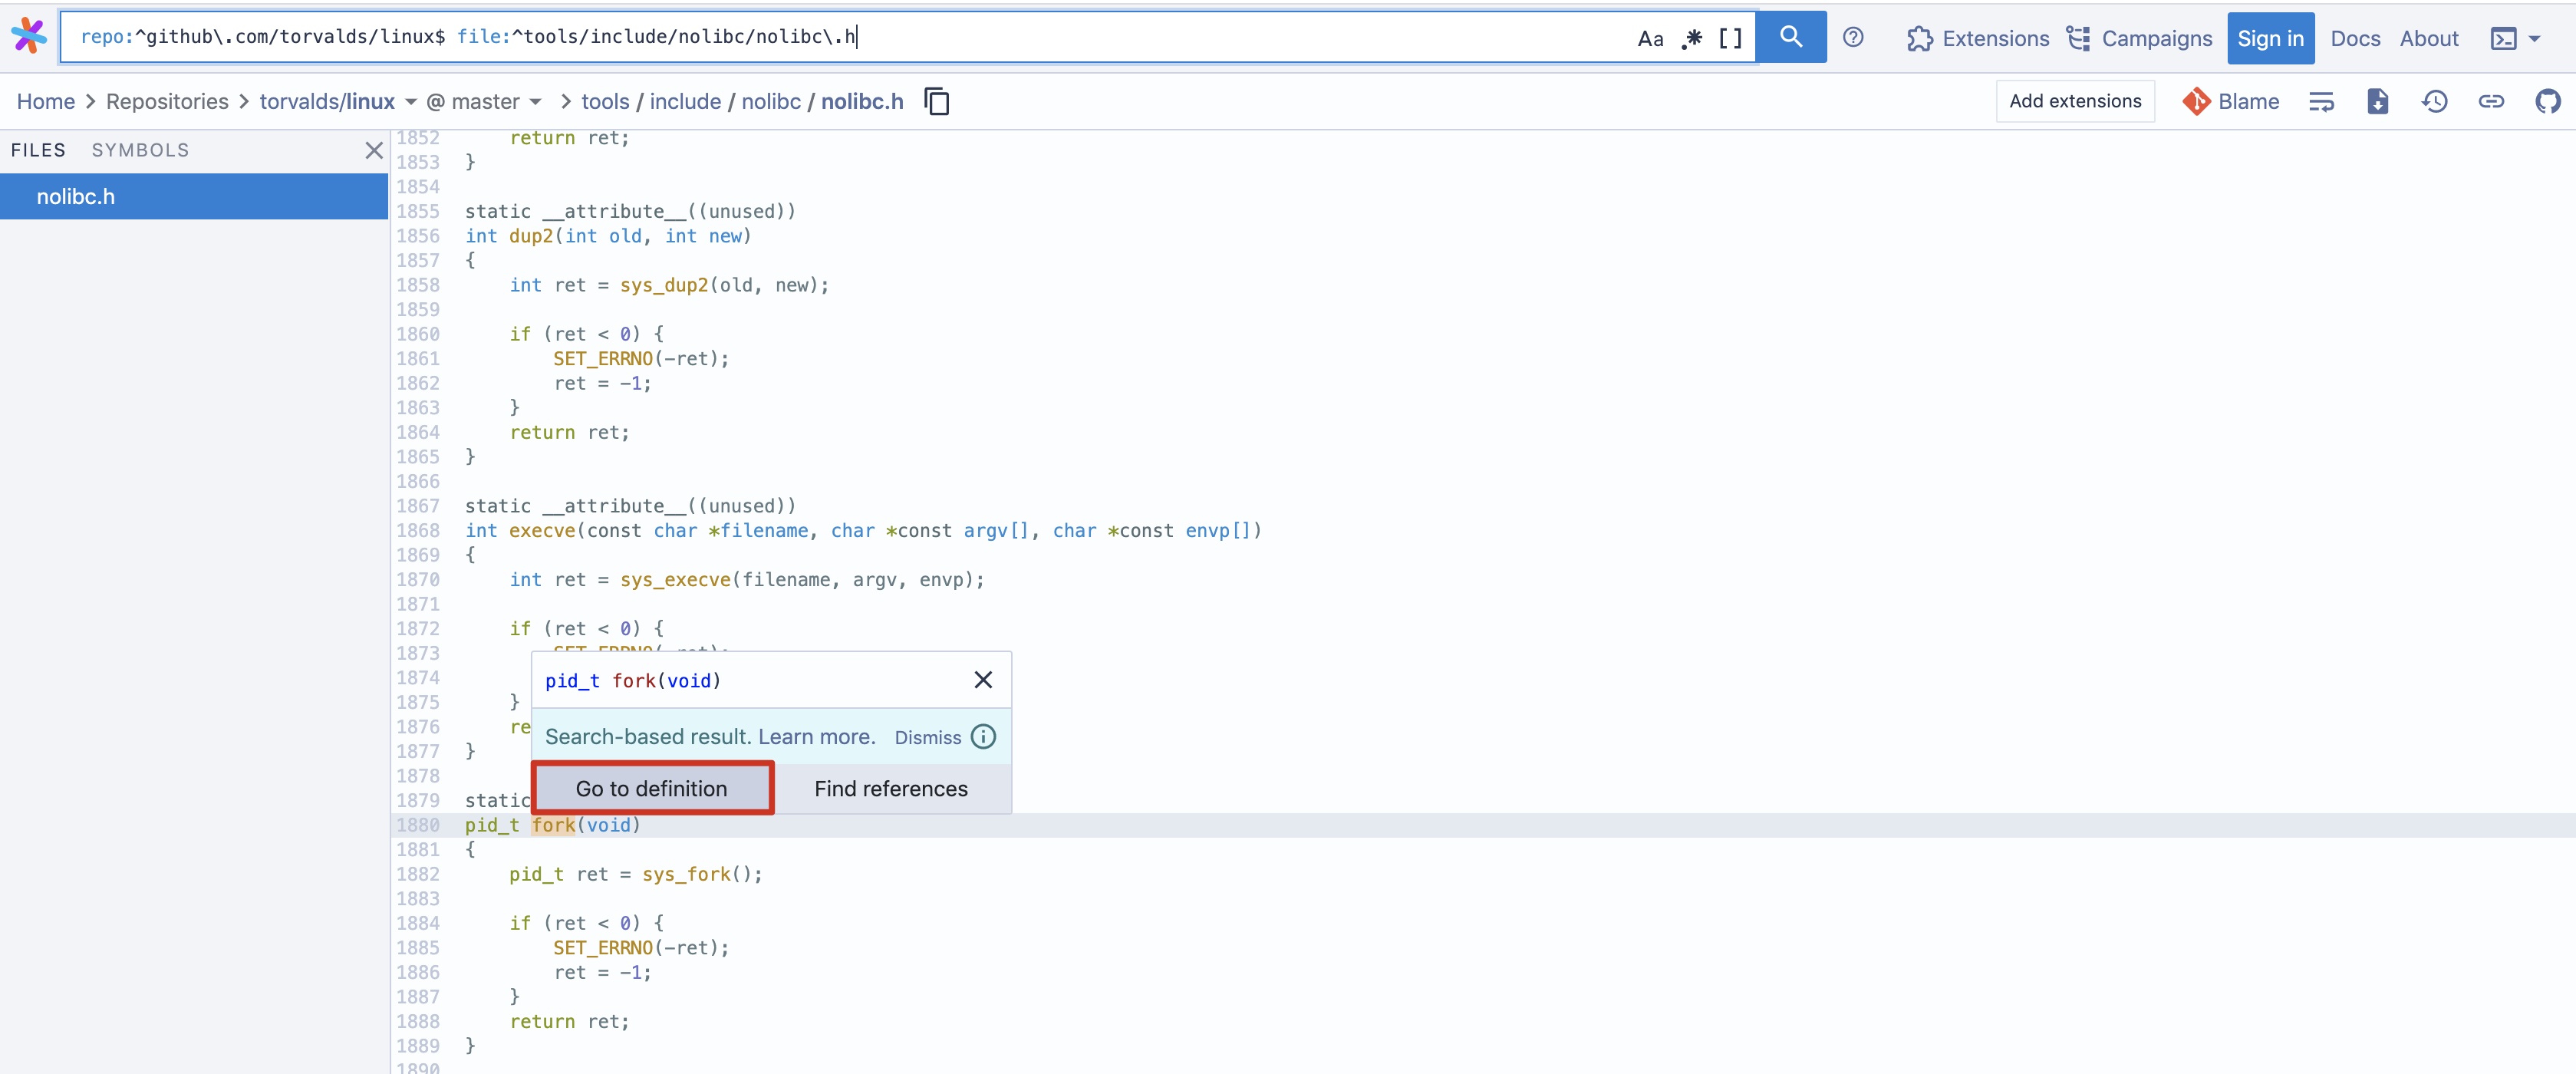 repo:^github\.com/torvalds/linux$ file:^tools/include/nolibc/nolibc\.h
Aa .* [ ] Extensions Campaigns Sign in Docs About
Home > Repositories > torvalds/linux @ master > tools / include / nolibc / nolibc.h Add extensions Blame
FILES SYMBOLS
nolibc.h
1852 return ret;
1853 }
1854
1855 static __attribute__((unused))
1856 int dup2(int old, int new)
1857 {
1858 int ret = sys_dup2(old, new);
1859
1860 if (ret < 0) {
1861 SET_ERRNO(-ret);
1862 ret = -1;
1863 }
1864 return ret;
1865 }
1866
1867 static __attribute__((unused))
1868 int execve(const char *filename, char *const argv[], char *const envp[])
1869 {
1870 int ret = sys_execve(filename, argv, envp);
1871
1872 if (ret < 0) {
1873
1874
1875 }
1876 re
1877 }
1878
1879 static
pid_t fork(void)
Search-based result. Learn more. Dismiss
Go to definition Find references
1880 pid_t fork(void)
1881 {
1882 pid_t ret = sys_fork();
1883
1884 if (ret < 0) {
1885 SET_ERRNO(-ret);
1886 ret = -1;
1887 }
1888 return ret;
1889 }
1890